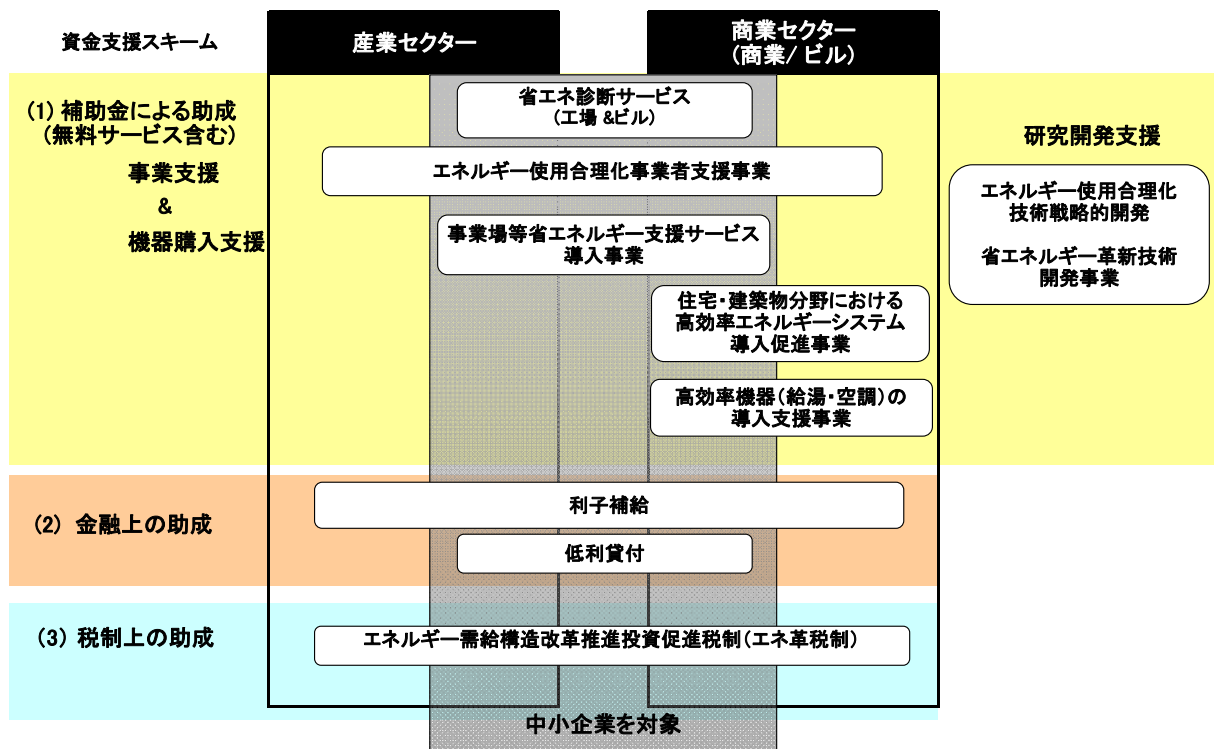 資金支援スキーム
産業セクター
商業セクター
(商業/ビル)
(1) 補助金による助成
(無料サービス含む)
事業支援
&
機器購入支援
省エネ診断サービス
(工場 &ビル)
エネルギー使用合理化事業者支援事業
事業場等省エネルギー支援サービス
導入事業
住宅・建築物分野における
高効率エネルギーシステム
導入促進事業
高効率機器(給湯・空調)の
導入支援事業
研究開発支援
エネルギー使用合理化
技術戦略的開発
省エネルギー革新技術
開発事業
(2) 金融上の助成
利子補給
低利貸付
(3) 税制上の助成
エネルギー需給構造改革推進投資促進税制(エネ革税制)
中小企業を対象